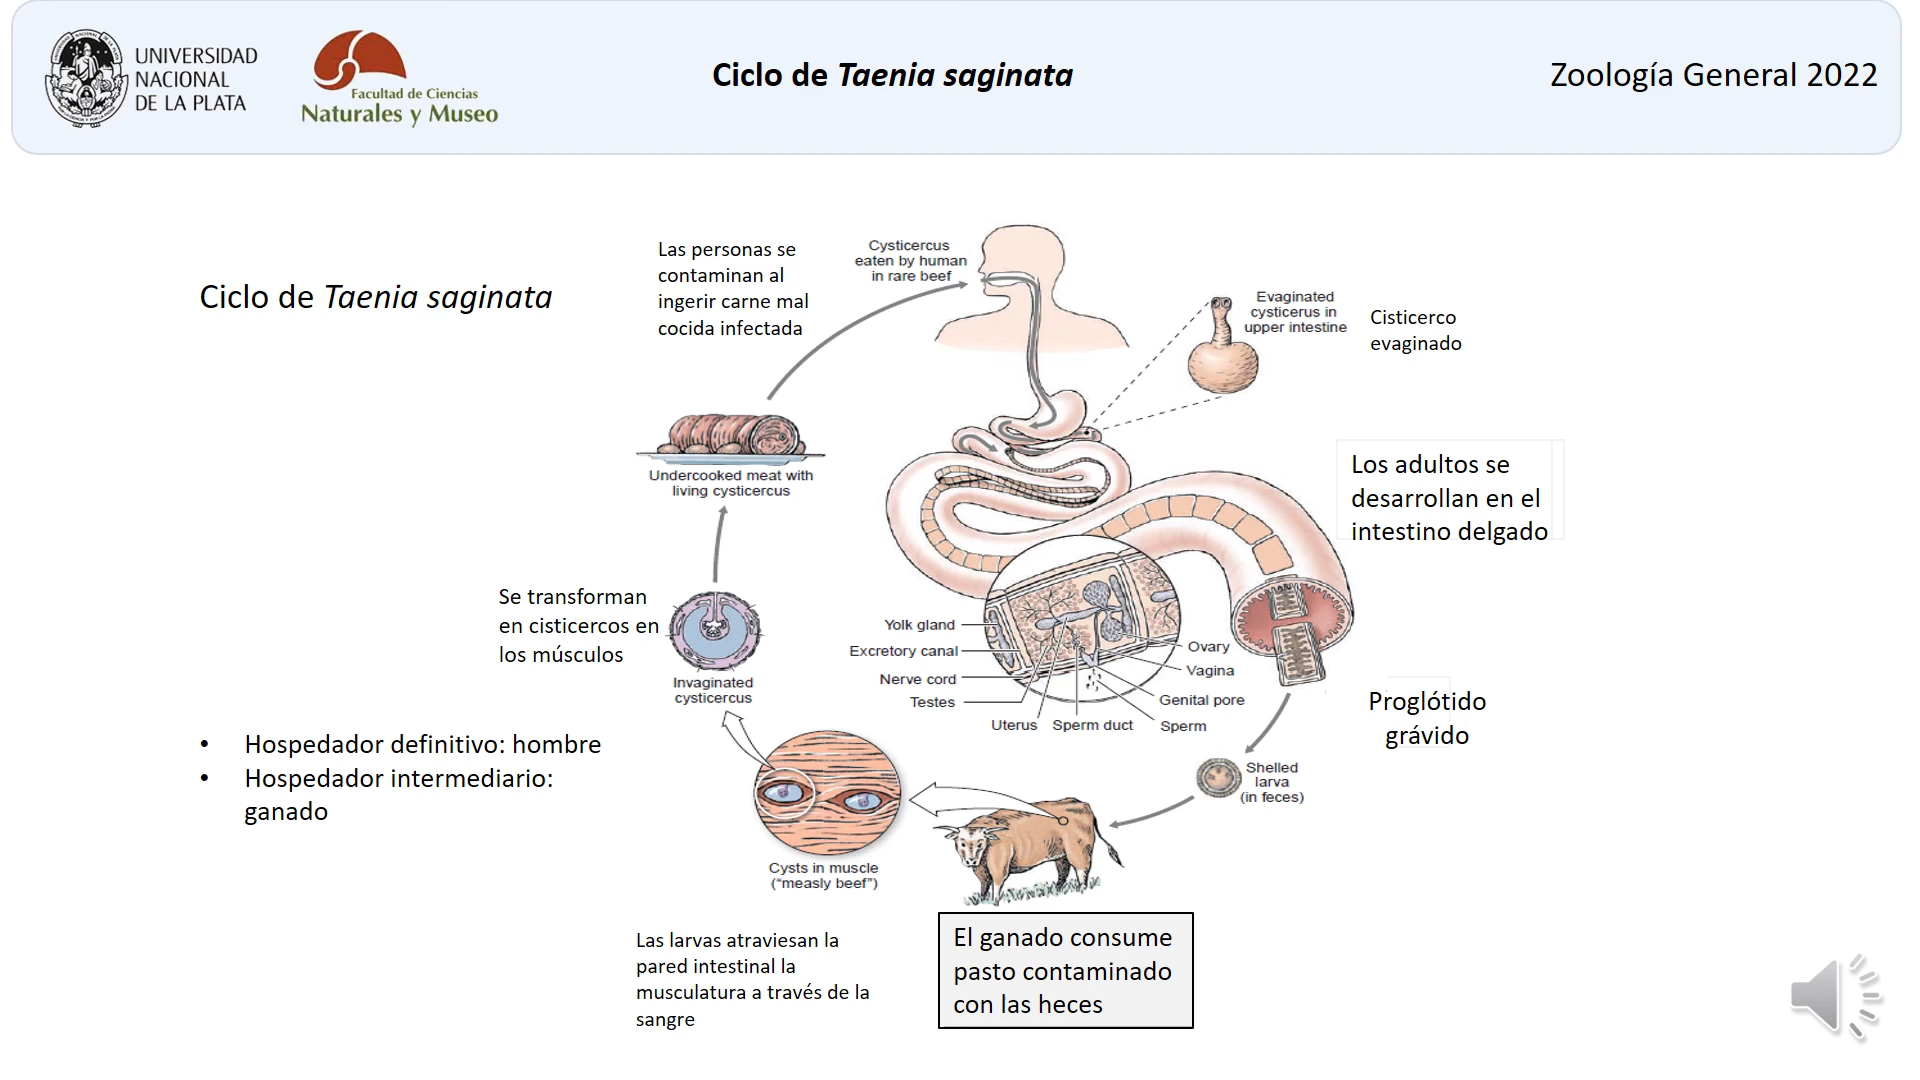 UNIVERSIDAD
NACIONAL
DE LA PLATA
Facultad de Ciencias
Naturales y Museo
Ciclo de Taenia saginata
Zoología General 2022
Ciclo de Taenia saginata
Las personas se
contaminan al
ingerir carne mal
cocida infectada
Cysticercus
eaten by human
in rare beef
Evaginated
cysticerus in
upper intestine
Cisticerco
evaginado
Undercooked meat with
living cysticercus
Los adultos se
desarrollan en el
intestino delgado
Se transforman
en cisticercos en
los músculos
Invaginated
cysticercus
Yolk gland
Excretory canal
Nerve cord
Testes
Uterus
Sperm duct
Sperm
Genital pore
Vagina
Ovary
Proglótido
grávido
Shelled
larva
(in feces)
• Hospedador definitivo: hombre
• Hospedador intermediario:
ganado
Cysts in muscle
("measly beef")
Las larvas atraviesan la
pared intestinal la
musculatura a través de la
sangre
El ganado consume
pasto contaminado
con las heces